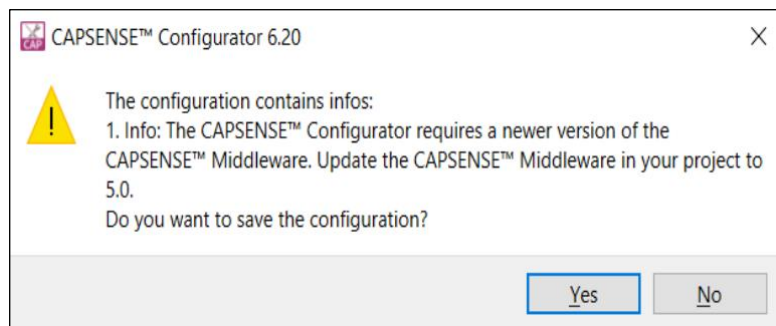 CAP
CAPSENSE™ Configurator 6.20
The configuration contains infos:
1. Info: The CAPSENSE™ Configurator requires a newer version of the
CAPSENSE™ Middleware. Update the CAPSENSE™ Middleware in your project to
5.0.
Do you want to save the configuration?
Yes
No